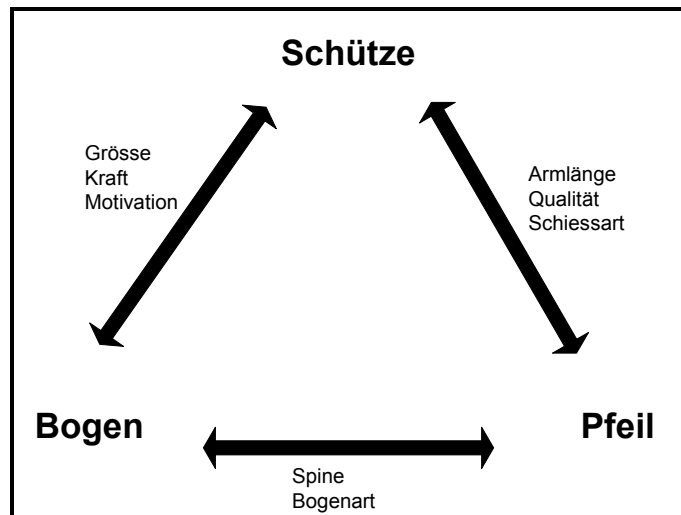 Schütze
Grösse
Kraft
Motivation
Armlänge
Qualität
Schiessart
Bogen
Pfeil
Spine
Bogenart